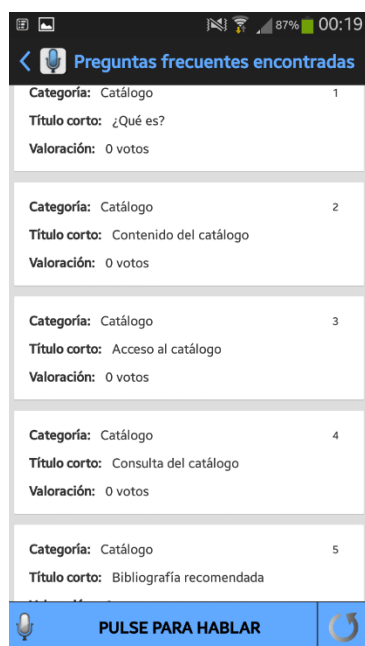 87% 00:19
Preguntas frecuentes encontradas
Categoría: Catálogo 1
Título corto: ¿Qué es?
Valoración: 0 votos
Categoría: Catálogo 2
Título corto: Contenido del catálogo
Valoración: 0 votos
Categoría: Catálogo 3
Título corto: Acceso al catálogo
Valoración: 0 votos
Categoría: Catálogo 4
Título corto: Consulta del catálogo
Valoración: 0 votos
Categoría: Catálogo 5
Título corto: Bibliografía recomendada
PULSE PARA HABLAR